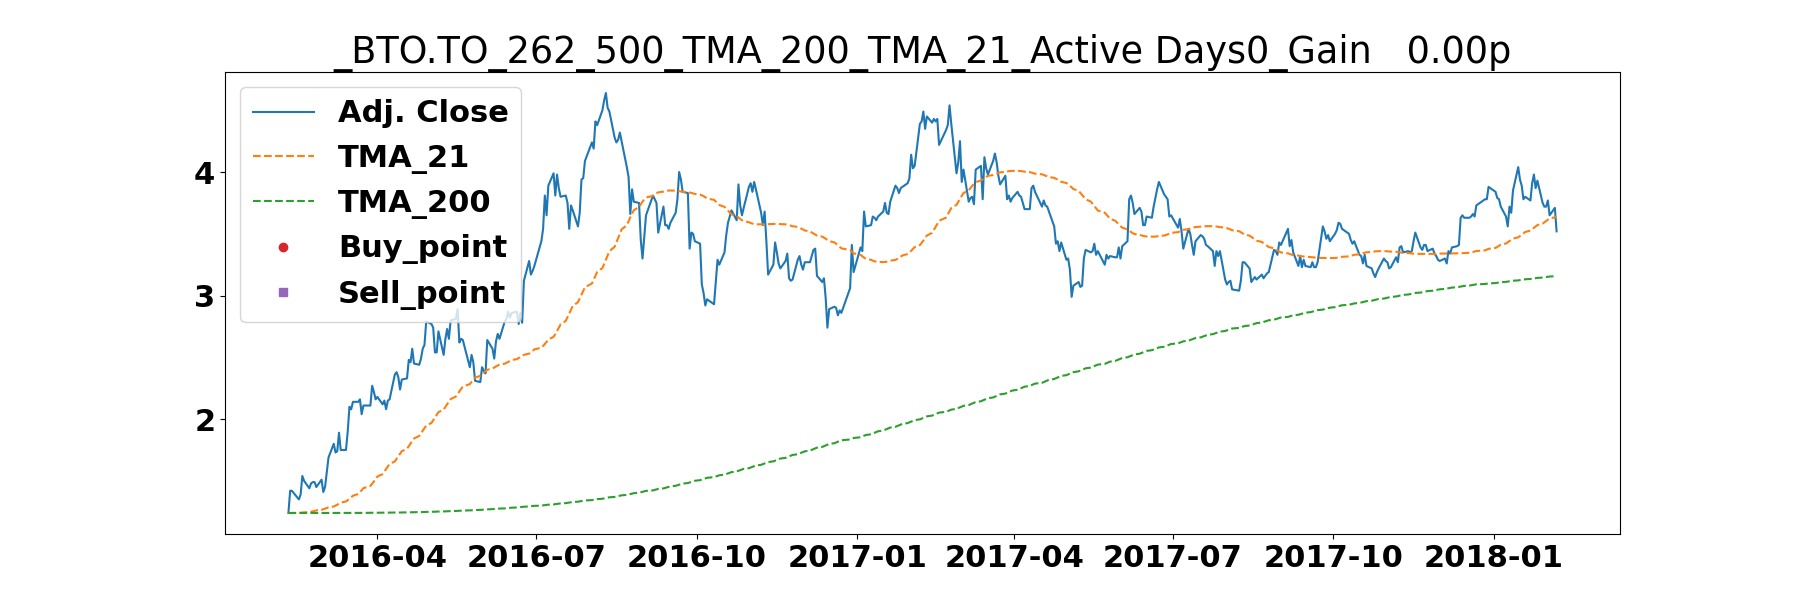 _BTO.TO_262_500_TMA_200_TMA_21_Active Days0_Gain   0.00p
Adj. Close
TMA_21
TMA_200
Buy_point
Sell_point
4
3
2
2016-04 2016-07 2016-10 2017-01 2017-04 2017-07 2017-10 2018-01